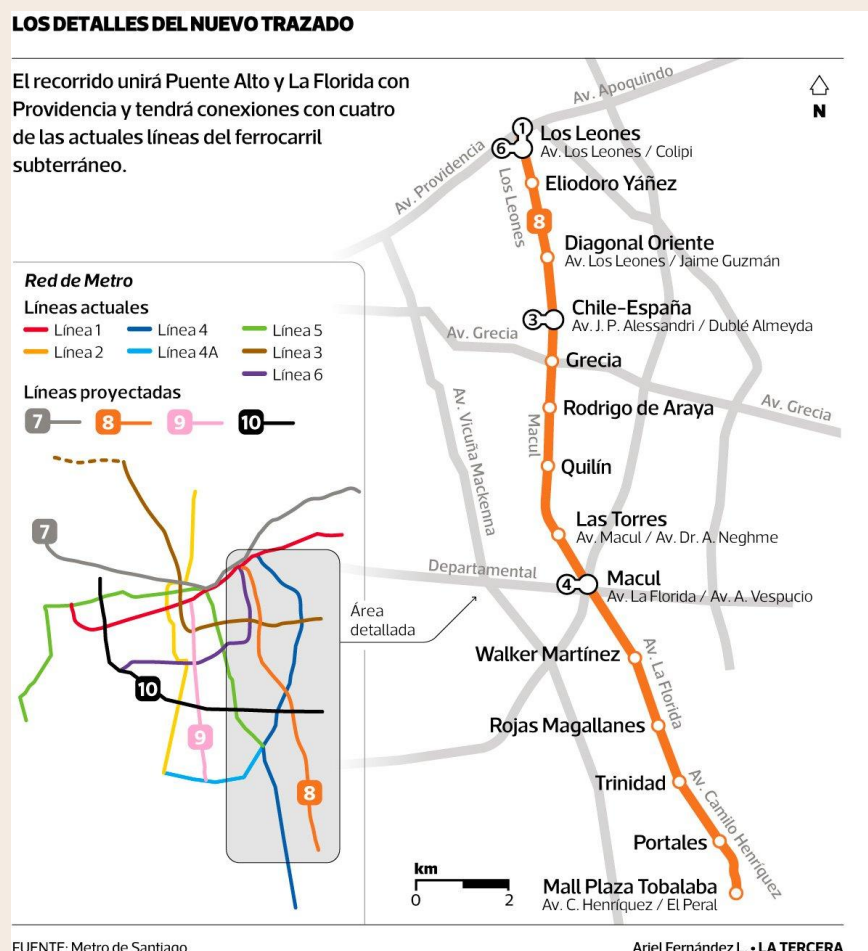 LOS DETALLES DEL NUEVO TRAZADO
El recorrido unirá Puente Alto y La Florida con
Providencia y tendrá conexiones con cuatro
de las actuales líneas del ferrocarril
subterráneo.
N
Av. Apoquindo
Av. Providencia
1
6
Los Leones
Av. Los Leones / Colipi
Los Leones
Eliodoro Yáñez
8
Diagonal Oriente
Av. Los Leones / Jaime Guzmán
3
Chile-España
Av. J. P. Alessandri / Dublé Almeyda
Av. Grecia
Grecia
Av. Grecia
Rodrigo de Araya
Av. Vicuña Mackenna
Macul
Quilín
Las Torres
Av. Macul / Av. Dr. A. Neghme
Departamental
4
Macul
Av. La Florida / Av. A. Vespucio
Walker Martínez
Av. La Florida
Rojas Magallanes
Trinidad
Av. Camilo Henríquez
Portales
Mall Plaza Tobalaba
Av. C. Henríquez / El Peral
km
0 2
Red de Metro
Líneas actuales
Línea 1 Línea 4 Línea 5
Línea 2 Línea 4A Línea 3
Línea 6
Líneas proyectadas
7 8 9 10
7
Área
detallada
10
9
8
FUENTE: Metro de Santiago
Ariel Fernández L. • LA TERCERA